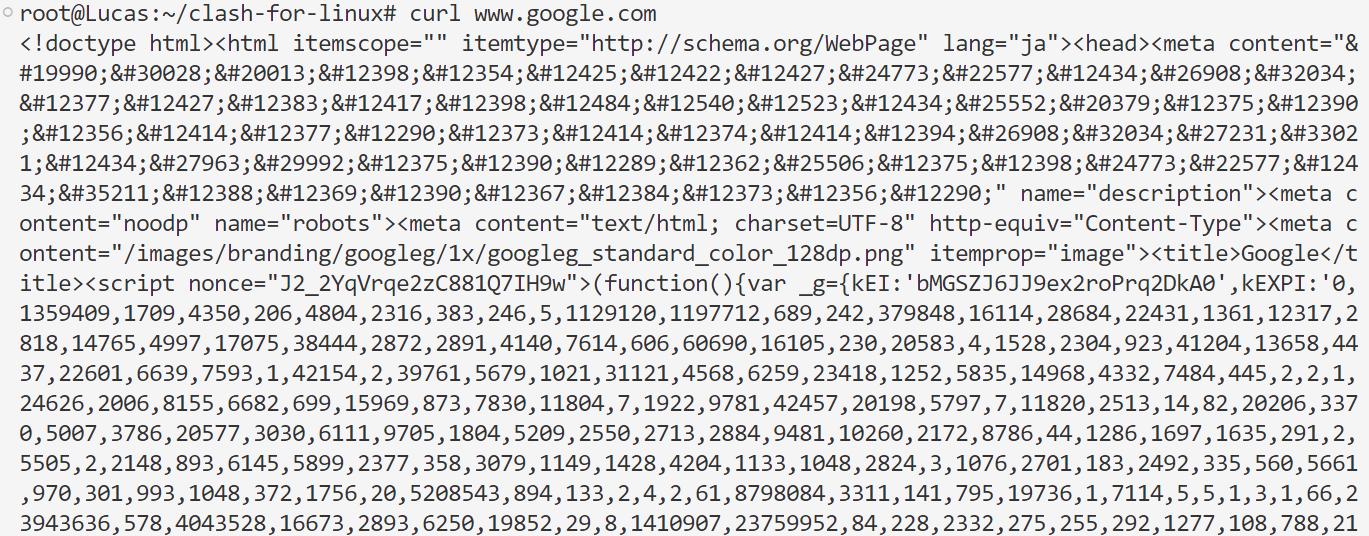 root@Lucas:~/clash-for-linux# curl www.google.com
<!doctype html><html itemscope="" itemtype="http://schema.org/WebPage" lang="ja"><head><meta content="&
#19990;&#30028;&#20013;&#12398;&#12354;&#12425;&#12422;&#12427;&#24773;&#22577;&#12434;&#26908;&#32034;
&#12377;&#12427;&#12383;&#12417;&#12398;&#12484;&#12540;&#12523;&#12434;&#25552;&#20379;&#12375;&#12390
;&#12356;&#12414;&#12377;&#12290;&#12373;&#12414;&#12374;&#12414;&#12394;&#26908;&#32034;&#27231;&#3302
1;&#12434;&#27963;&#29992;&#12375;&#12390;&#12289;&#12362;&#25506;&#12375;&#12398;&#24773;&#22577;&#124
34;&#35211;&#12388;&#12369;&#12390;&#12367;&#12384;&#12373;&#12356;&#12290;" name="description"><meta c
ontent="noodp" name="robots"><meta content="text/html; charset=UTF-8" http-equiv="Content-Type"><meta c
ontent="/images/branding/googleg/1x/googleg_standard_color_128dp.png" itemprop="image"><title>Google</t
itle><script nonce="J2_2YqVrqe2zC881Q7IH9w">(function(){var _g={kEI:'bMGSZJ6JJ9ex2roPrq2DkA0',kEXPI:'0,
1359409,1709,4350,206,4804,2316,383,246,5,1129120,1197712,689,242,379848,16114,28684,22431,1361,12317,2
818,14765,4997,17075,38444,2872,2891,4140,7614,606,60690,16105,230,20583,4,1528,2304,923,41204,13658,44
37,22601,6639,7593,1,42154,2,39761,5679,1021,31121,4568,6259,23418,1252,5835,14968,4332,7484,445,2,2,1,
24626,2006,8155,6682,699,15969,873,7830,11804,7,1922,9781,42457,20198,5797,7,11820,2513,14,82,20206,337
0,5007,3786,20577,3030,6111,9705,1804,5209,2550,2713,2884,9481,10260,2172,8786,44,1286,1697,1635,291,2,
5505,2,2148,893,6145,5899,2377,358,3079,1149,1428,4204,1133,1048,2824,3,1076,2701,183,2492,335,560,5661
,970,301,993,1048,372,1756,20,5208543,894,133,2,4,2,61,8798084,3311,141,795,19736,1,7114,5,5,1,3,1,66,2
3943636,578,4043528,16673,2893,6250,19852,29,8,1410907,23759952,84,228,2332,275,255,292,1277,108,788,21